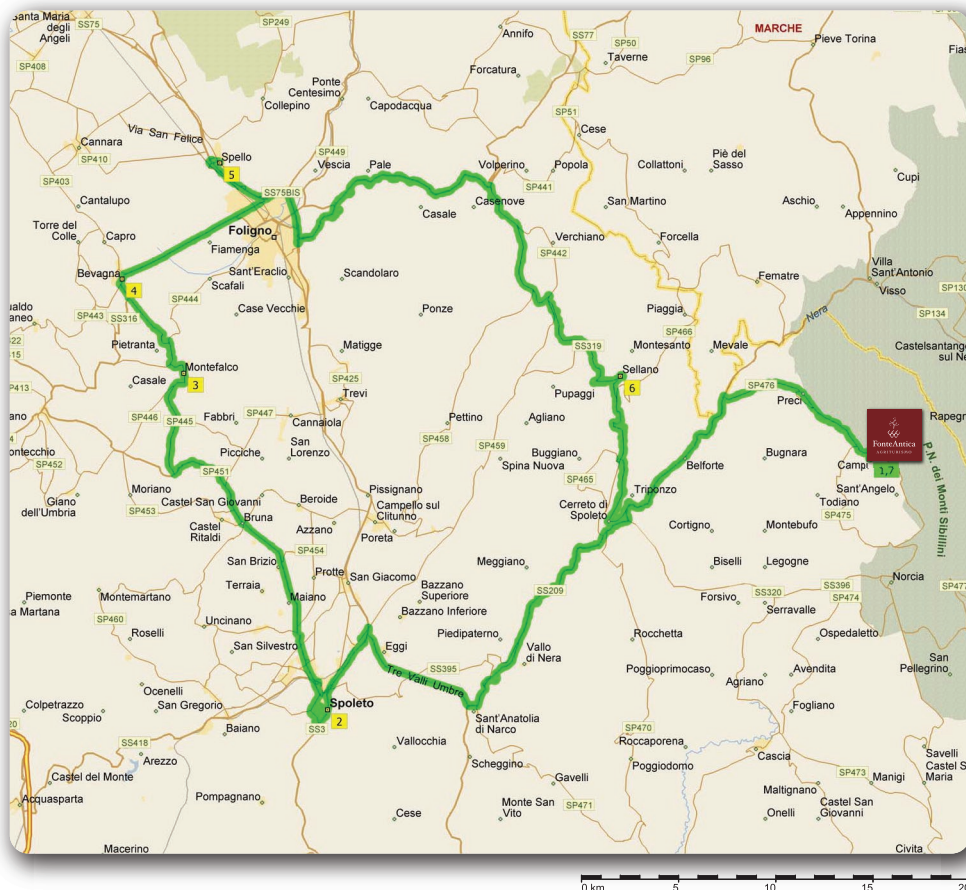 Santa Maria
degli
Angeli
SS75
SP249
Annifo
SS77
SP50
Taverne
MARCHE
Pieve Torina
SP408
Forcatura
SP96
Ponte
Centesimo
Collepino
Capodacqua
SP51
Cese
Via San Felice
Cannara
SP410
Spello
5
SP449
Vescia
Pale
Volperino
Popola
Collattoni
Piè del
Sasso
Cupi
SP403
SS75BIS
SP441
Cantalupo
Casale
Casenove
San Martino
Aschio
Appennino
Torre del
Colle
Capro
Foligno
Fiamenga
Verchiano
Forcella
SP442
Bevagna
4
Sant'Eraclio
Scafali
Scandolaro
Villa
Sant'Antonio
Visso
Fematre
SP444
SP443
SS316
Case Vecchie
Ponze
Piaggia
Nera
SP134
SP466
Pietranta
Matigge
SS319
Montesanto
Mevale
Castelsantangelo
Montefalco
3
Casale
SP425
Trevi
Sellano
6
Pupaggi
SP476
Preci
SP413
SP446
SP445
Fabbri
SP447
Cannaiola
Pettino
Agliano
FonteAntica
AGRITURISMO
1,7
SP458
SP459
Picciche
San
Lorenzo
Buggiano
Spina Nuova
Belforte
Bugnara
Sant'Angelo
P.N. dei Monti Sibillini
SP452
SP451
SP465
Triponzo
Todiano
SP475
Giano
dell'Umbria
Moriano
SP453
Castel San Giovanni
Bruna
Castel
Ritaldi
Beroide
Azzano
Pissignano
Campello sul
Clitunno
Poreta
Cerreto di
Spoleto
Cortigno
Montebufo
SP454
San Brizio
Protte
San Giacomo
Meggiano
Biselli
Legogne
Norcia
Terraia
Maiano
Bazzano
Superiore
Bazzano Inferiore
SS209
Forsivo
SS320
SS396
SP474
Serravalle
Piemonte
Montemartano
SP460
Roselli
Uncinano
San Silvestro
Eggi
Piedipaterno
Vallo
di Nera
Rocchetta
Ospedaletto
Tre Valli Umbre
SS395
Poggioprimocaso
Agriano
Avendita
San
Pellegrino
Ocenelli
San Gregorio
Colpetrazzo
Scoppio
Spoleto
2
SS3
Sant'Anatolia
di Narco
Fogliano
Baiano
SS418
Arezzo
Vallocchia
Scheggino
SP470
Roccaporena
Poggiodomo
Cascia
Savelli
Castel del Monte
Acquasparta
Pompagnano
Gavelli
SP473
Manigi
Maltignano
Cese
Monte San
Vito
SP471
Onelli
Castel San
Giovanni
Macerino
Civita
0 km 5 10 15